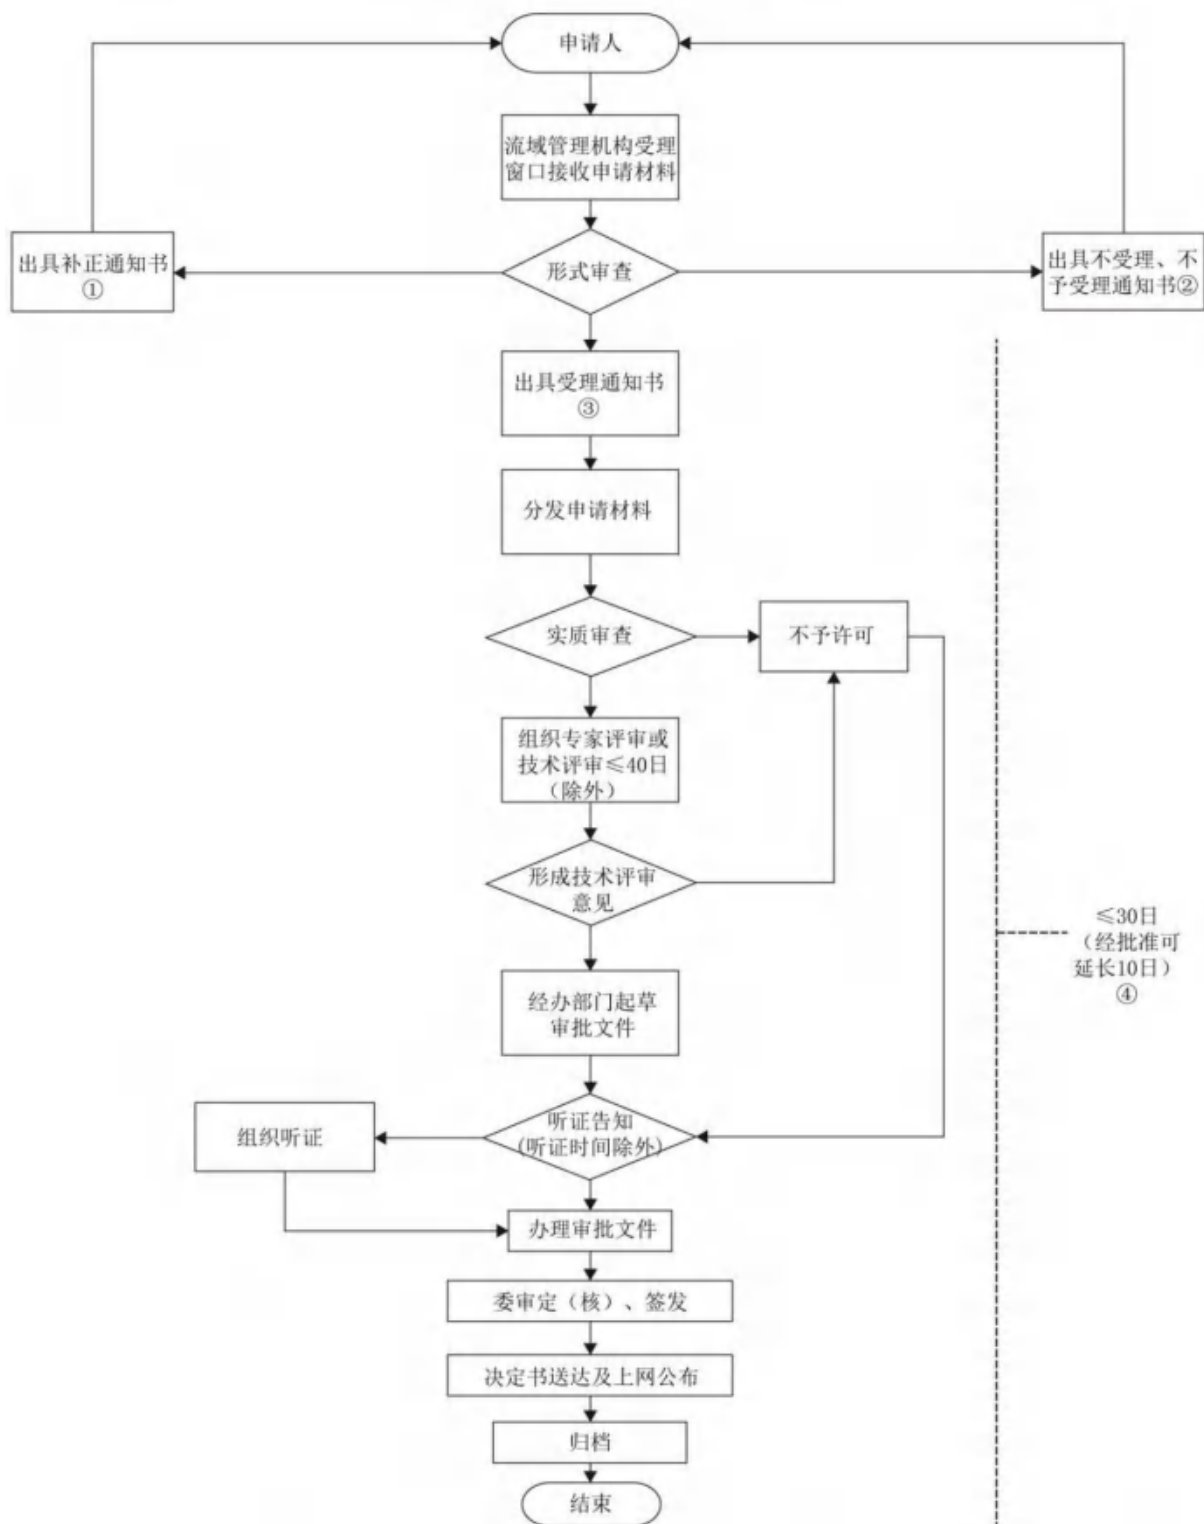 申请人
流域管理机构受理
窗口接收申请材料
出具补正通知书
①
形式审查
出具不受理、不
予受理通知书②
出具受理通知书
③
分发申请材料
实质审查
不予许可
组织专家评审或
技术评审≤40日
（除外）
形成技术评审
意见
≤30日
（经批准可
延长10日）
④
经办部门起草
审批文件
组织听证
听证告知
(听证时间除外)
办理审批文件
委审定（核）、签发
决定书送达及上网公布
归档
结束